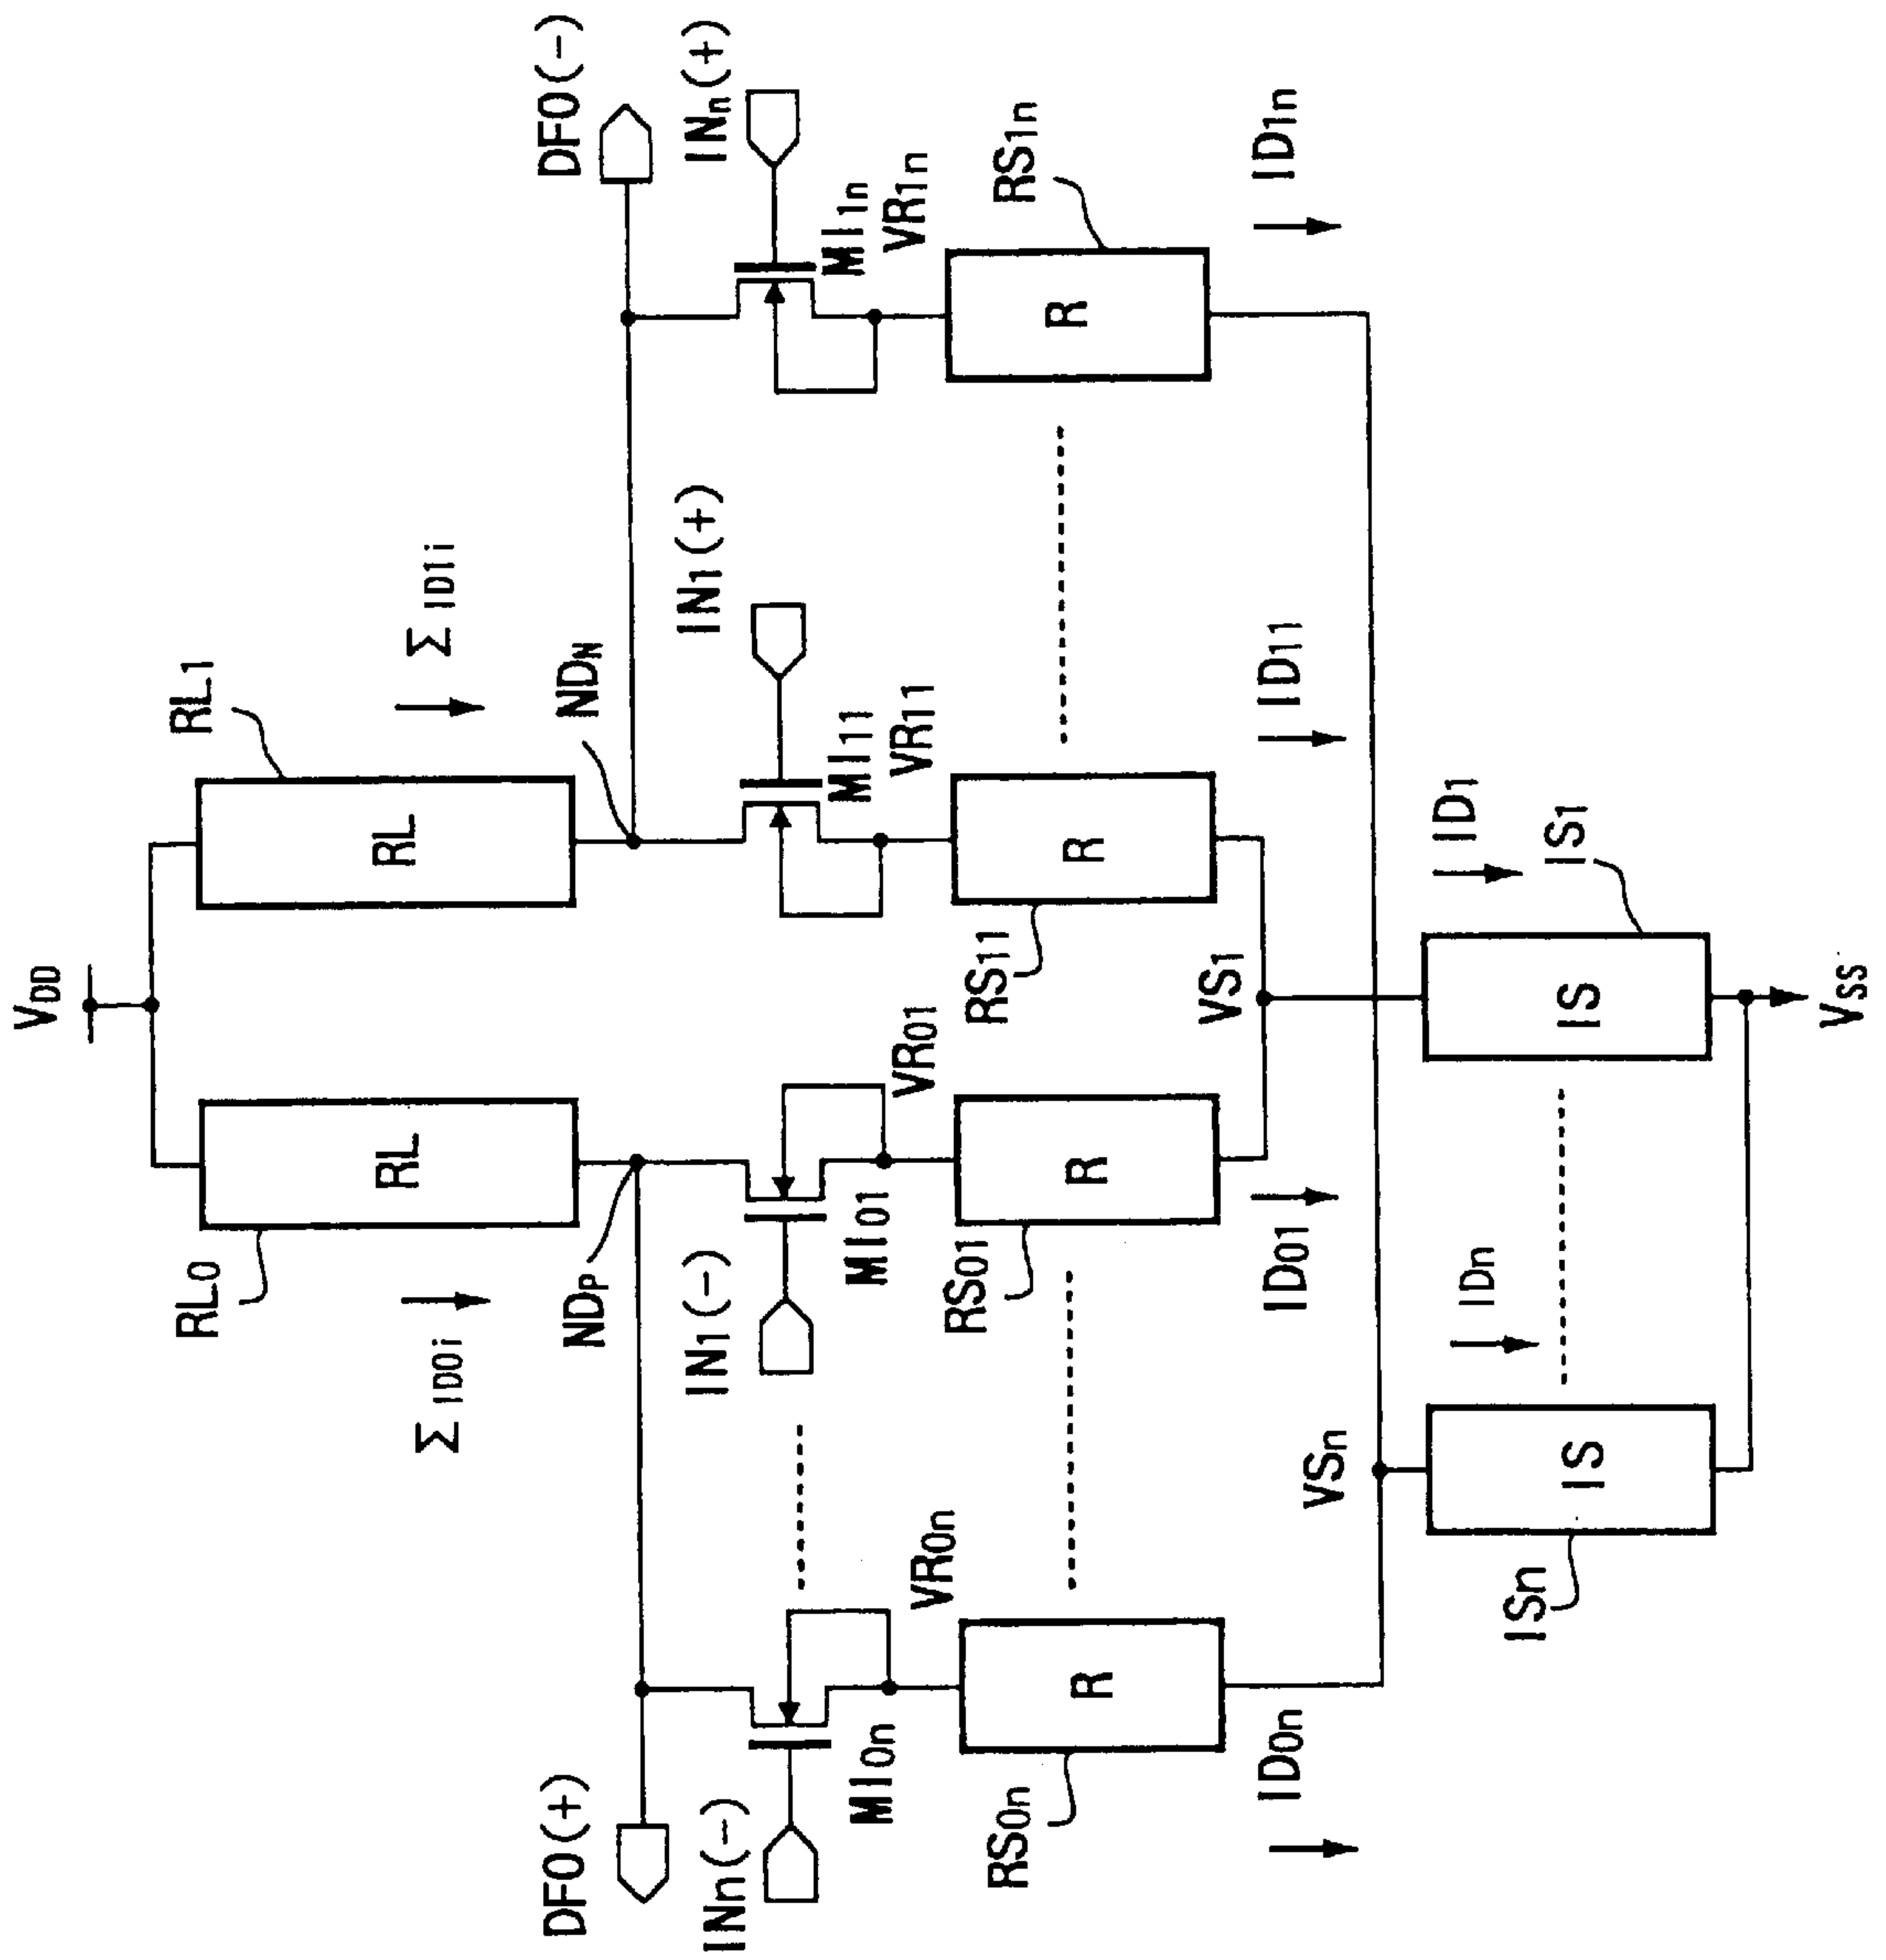 VDD
RL0
RL
RL
RL1
ΣID0i
ΣID1i
DFO(+)
NDP
NDN
DFO(-)
INn(-)
IN1(-)
IN1(+)
INn(+)
MI0n
VR0n
MI01
VR01
MI11
VR11
MI1n
VR1n
RS0n
R
RS01
R
RS11
R
RS1n
R
ID0n
ID01
VS1
ID11
ID1n
VSn
IDn
ID1
ISn
IS
IS
IS1
VSS